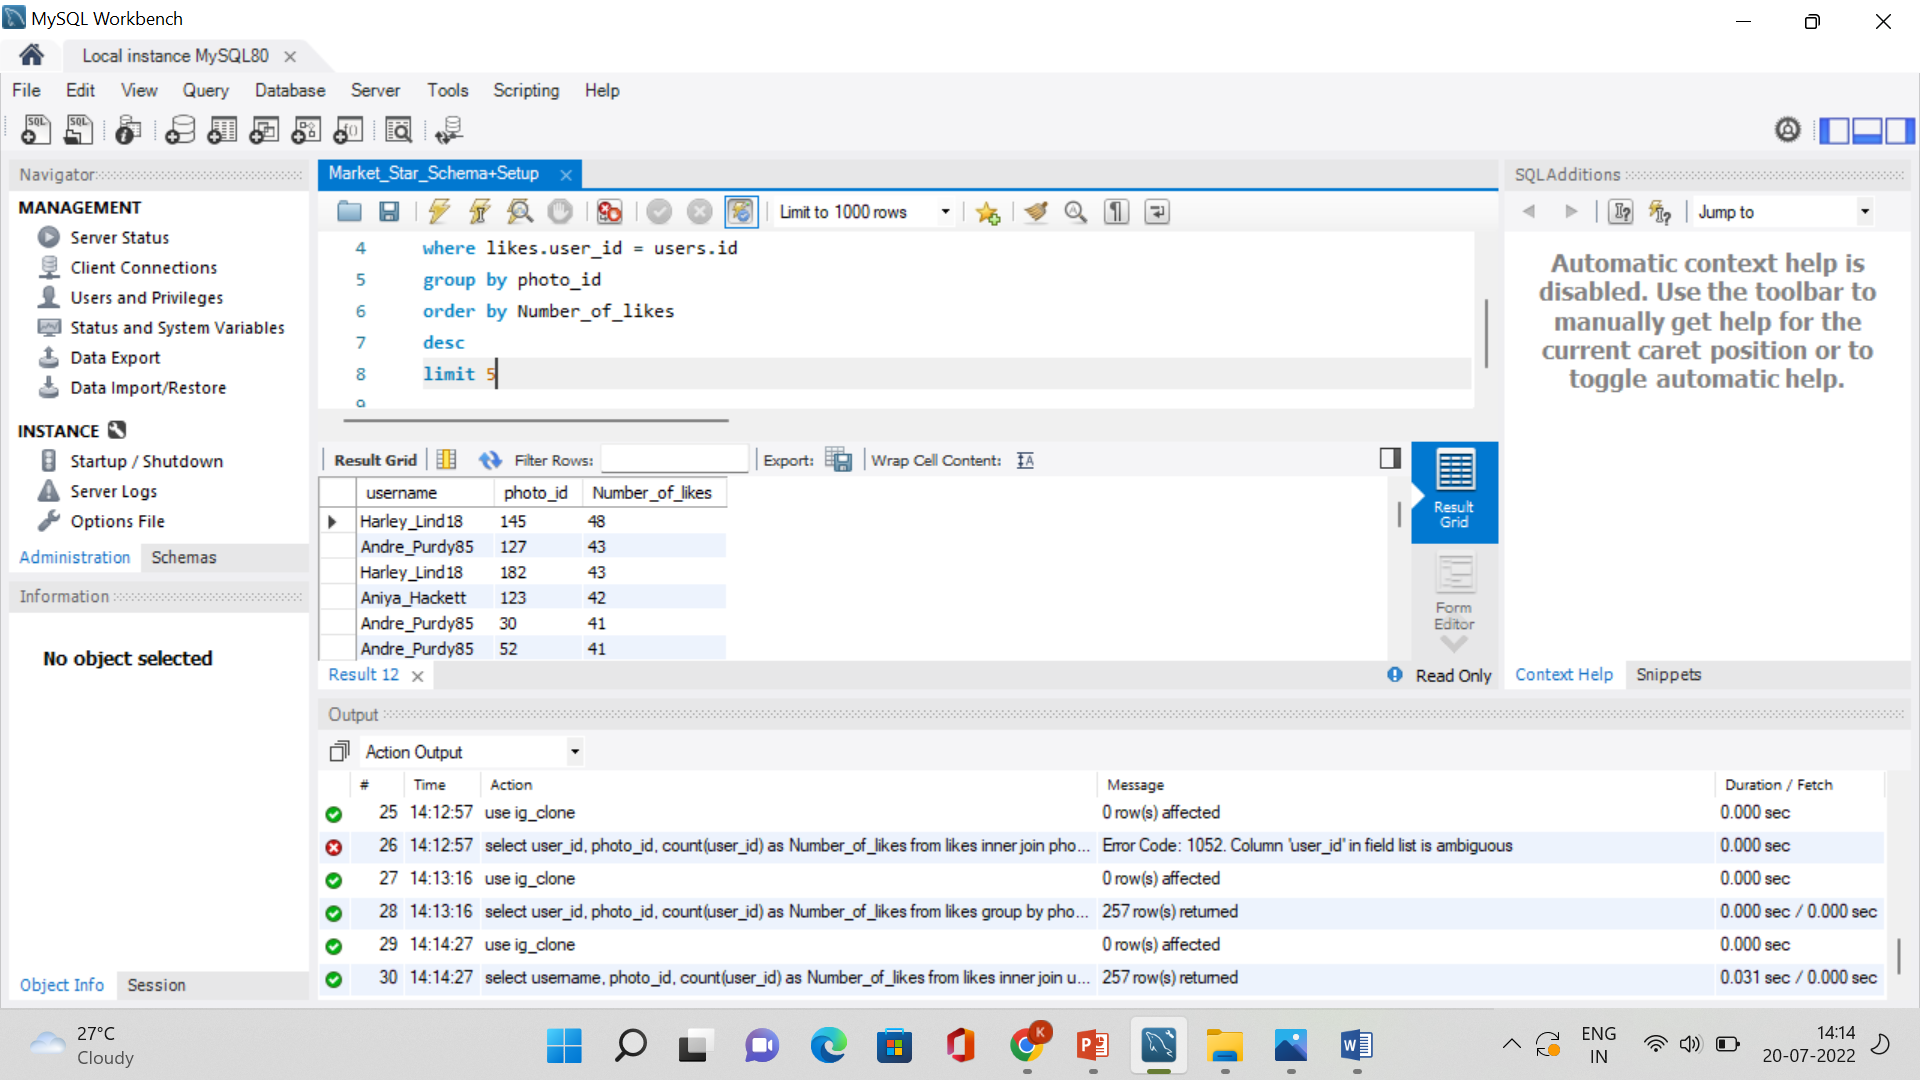 MySQL Workbench
Local instance MySQL80
File Edit View Query Database Server Tools Scripting Help
Navigator
MANAGEMENT
Server Status
Client Connections
Users and Privileges
Status and System Variables
Data Export
Data Import/Restore
INSTANCE
Startup / Shutdown
Server Logs
Options File
Administration Schemas
Information
No object selected
Object Info Session
Market_Star_Schema+Setup
Limit to 1000 rows
4 where likes.user_id = users.id
5 group by photo_id
6 order by Number_of_likes
7 desc
8 limit 5
9
Result Grid Filter Rows: Export: Wrap Cell Content:
username photo_id Number_of_likes
Harley_Lind18 145 48
Andre_Purdy85 127 43
Harley_Lind18 182 43
Aniya_Hackett 123 42
Andre_Purdy85 30 41
Andre_Purdy85 52 41
Result Grid
Form Editor
Result 12
Read Only
SQLAdditions
Jump to
Automatic context help is
disabled. Use the toolbar to
manually get help for the
current caret position or to
toggle automatic help.
Context Help Snippets
Output
Action Output
# Time Action Message Duration / Fetch
25 14:12:57 use ig_clone 0 row(s) affected 0.000 sec
26 14:12:57 select user_id, photo_id, count(user_id) as Number_of_likes from likes inner join pho... Error Code: 1052. Column 'user_id' in field list is ambiguous 0.000 sec
27 14:13:16 use ig_clone 0 row(s) affected 0.000 sec
28 14:13:16 select user_id, photo_id, count(user_id) as Number_of_likes from likes group by pho... 257 row(s) returned 0.000 sec / 0.000 sec
29 14:14:27 use ig_clone 0 row(s) affected 0.000 sec
30 14:14:27 select username, photo_id, count(user_id) as Number_of_likes from likes inner join u... 257 row(s) returned 0.031 sec / 0.000 sec
27°C
Cloudy
K
ENG
IN
14:14
20-07-2022